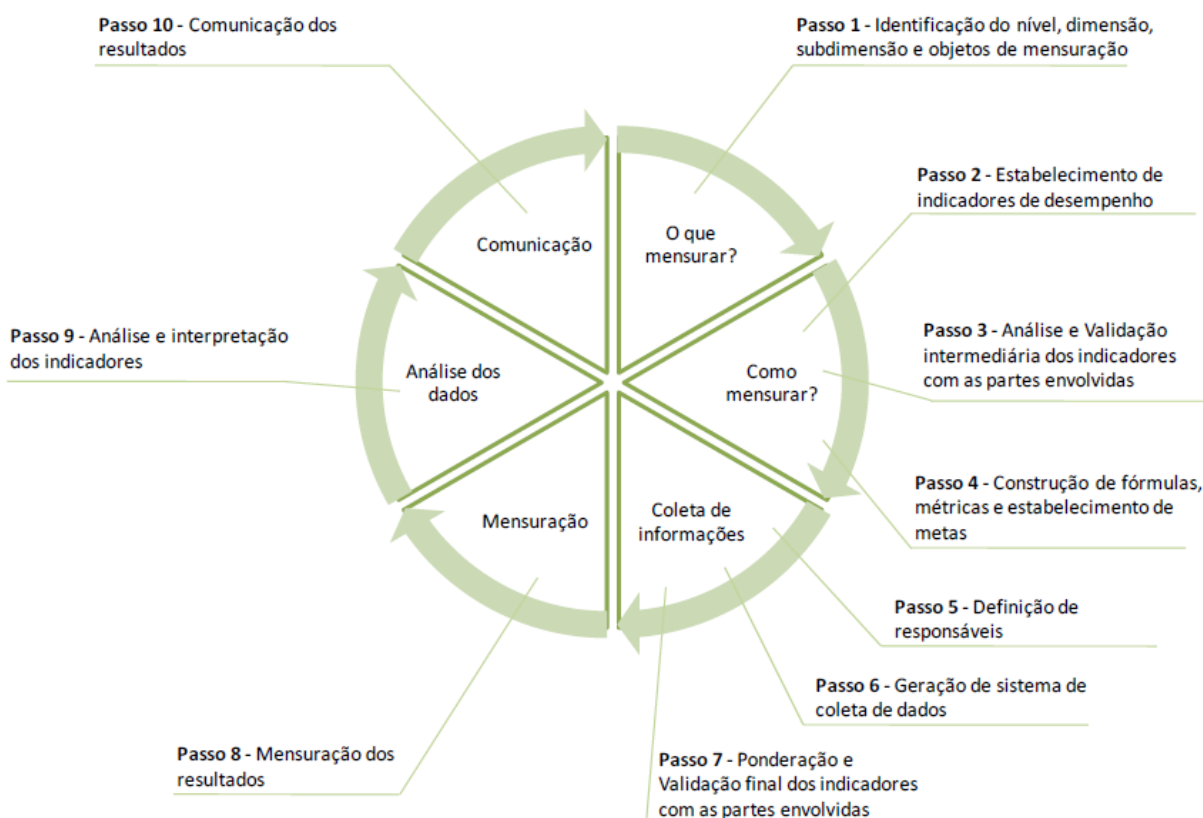 Passo 10 - Comunicação dos
resultados
Passo 1 - Identificação do nível, dimensão,
subdimensão e objetos de mensuração
Passo 2 - Estabelecimento de
indicadores de desempenho
Comunicação
O que
mensurar?
Passo 9 - Análise e interpretação
dos indicadores
Passo 3 - Análise e Validação
intermediária dos indicadores
com as partes envolvidas
Análise dos
dados
Como
mensurar?
Passo 4 - Construção de fórmulas,
métricas e estabelecimento de
metas
Mensuração
Coleta de
informações
Passo 5 - Definição de
responsáveis
Passo 6 - Geração de sistema de
coleta de dados
Passo 8 - Mensuração dos
resultados
Passo 7 - Ponderação e
Validação final dos indicadores
com as partes envolvidas